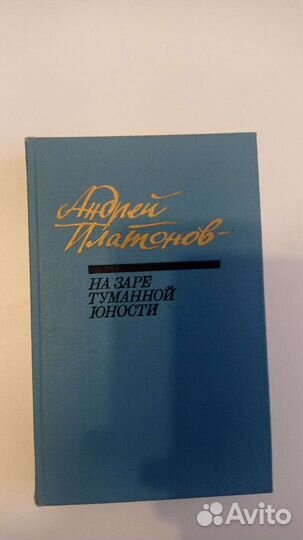 Андрей
Платонов
НА ЗАРЕ
ТУМАННОЙ
ЮНОСТИ
Avito